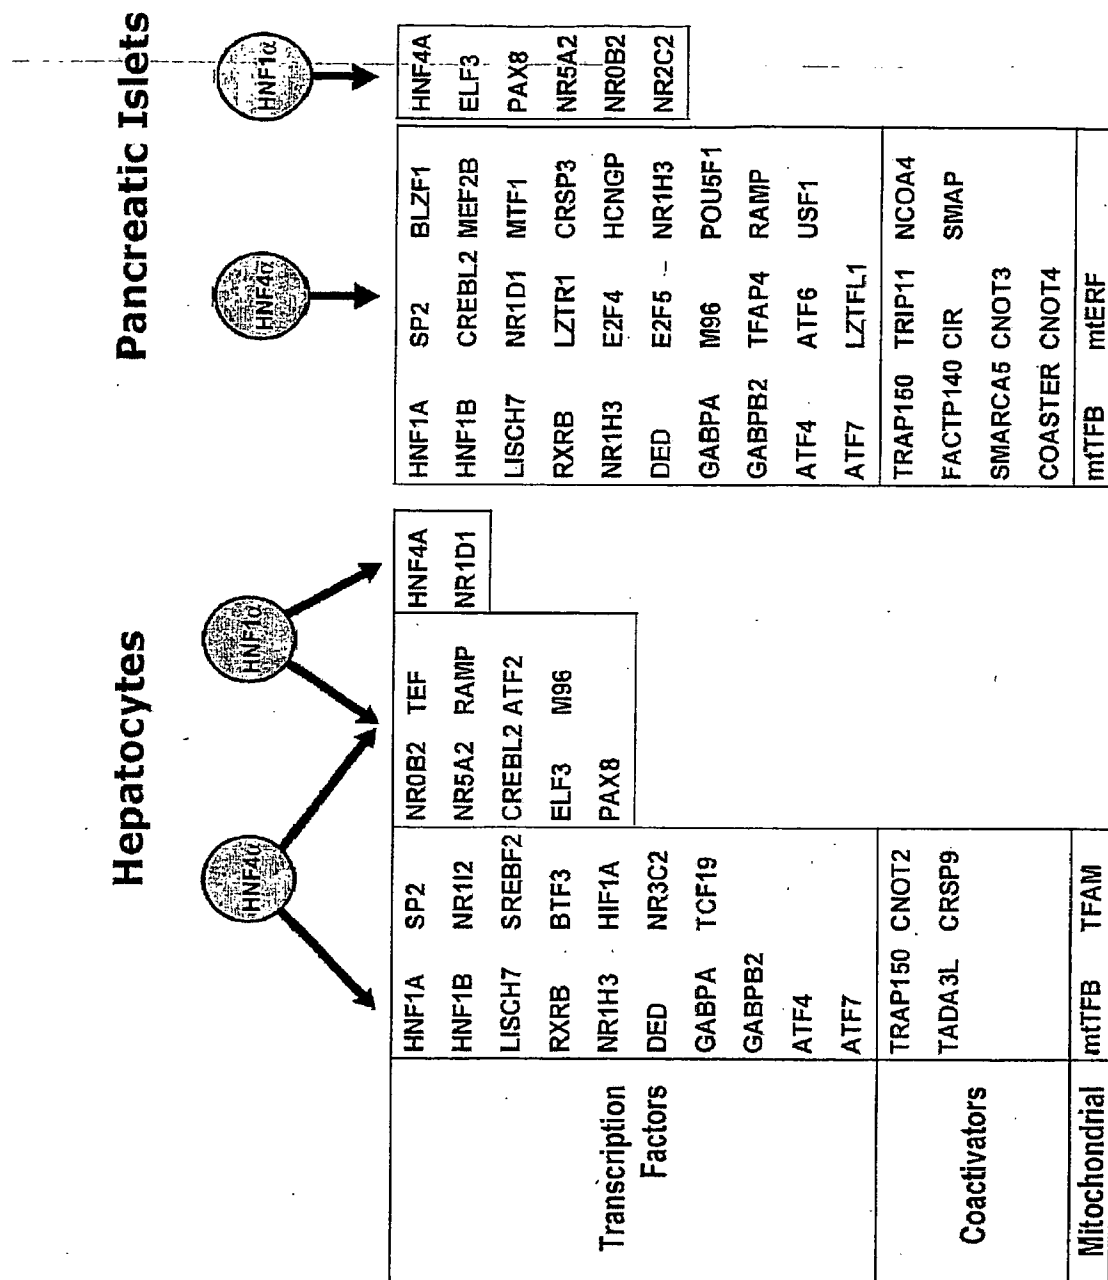 Hepatocytes Pancreatic Islets
HNF4α HNF1α HNF4α HNF1α
HNF1A SP2 NR0B2 TEF HNF4A HNF1A SP2 BLZF1 HNF4A
HNF1B NR1I2 NR5A2 RAMP NR1D1 HNF1B CREBL2 MEF2B ELF3
LISCH7 SREBF2 CREBL2 ATF2 LISCH7 NR1D1 MTF1 PAX8
RXRB BTF3 ELF3 M96 RXRB LZTR1 CRSP3 NR5A2
Transcription NR1H3 HIF1A PAX8 NR1H3 E2F4 HCNGP NR0B2
Factors DED NR3C2 DED E2F5 NR1H3 NR2C2
GABPA TCF19 GABPA M96 POU5F1
GABPB2 GABPB2 TFAP4 RAMP
ATF4 ATF4 ATF6 USF1
ATF7 ATF7 LZTFL1
TRAP150 CNOT2 TRAP150 TRIP11 NCOA4
Coactivators TADA3L CRSP9 FACTP140 CIR SMAP
SMARCA5 CNOT3
COASTER CNOT4
Mitochondrial mtTFB TFAM mtTFB mtERF